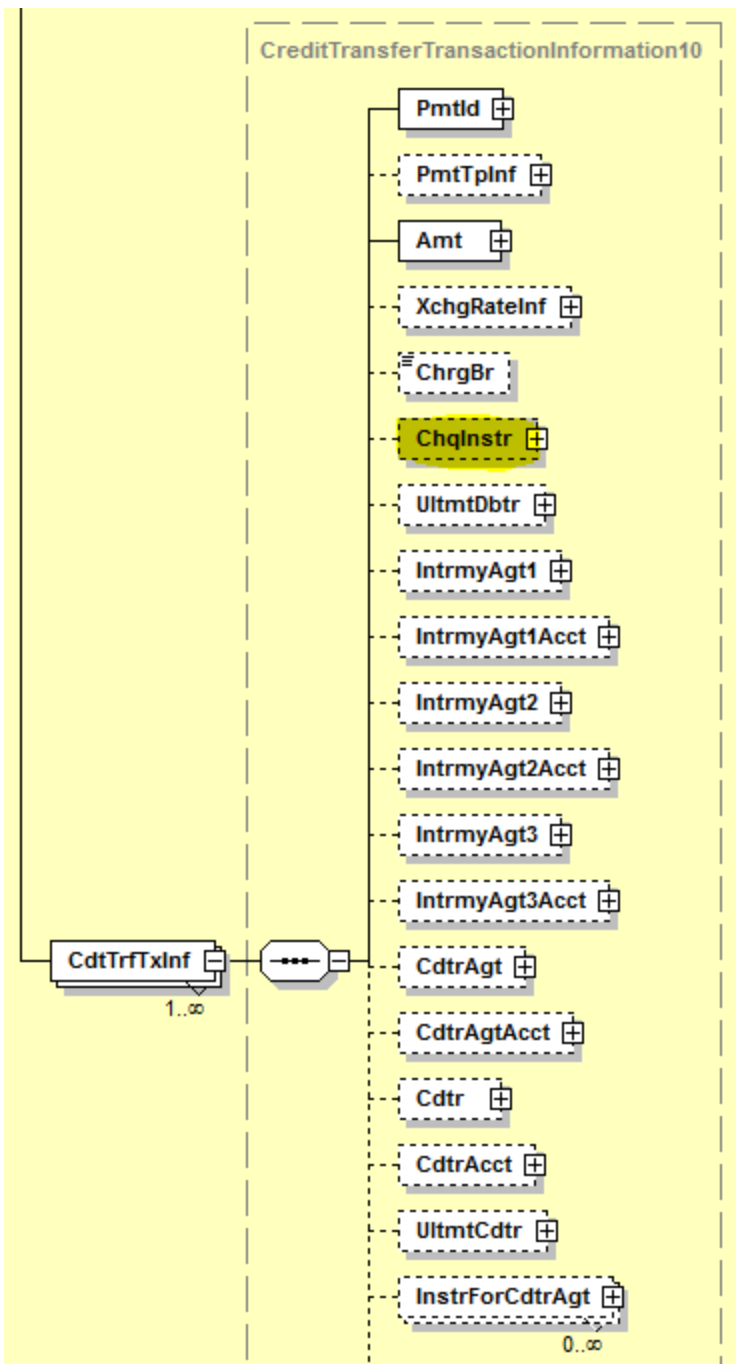 CreditTransferTransactionInformation10
PmtId
PmtTpInf
Amt
XchgRateInf
ChrgBr
ChqInstr
UltmtDbtr
IntrmyAgt1
IntrmyAgt1Acct
IntrmyAgt2
IntrmyAgt2Acct
IntrmyAgt3
IntrmyAgt3Acct
CdtTrfTxInf
1..∞
CdtrAgt
CdtrAgtAcct
Cdtr
CdtrAcct
UltmtCdtr
InstrForCdtrAgt
0..∞